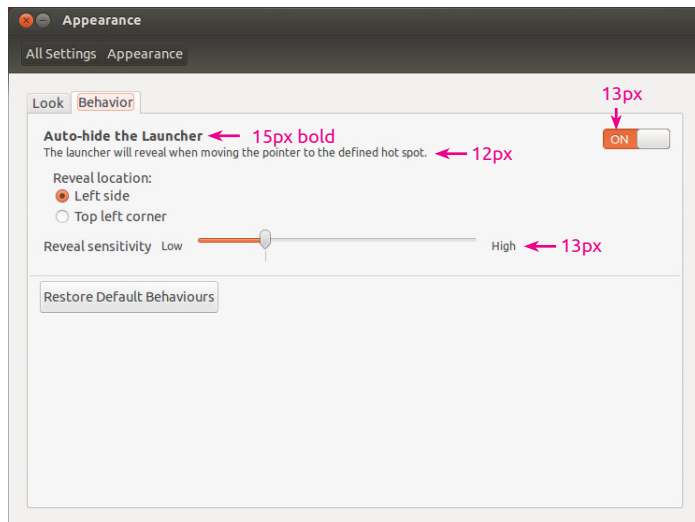 Appearance
All Settings Appearance
Look Behavior
13px
Auto-hide the Launcher 15px bold
ON
The launcher will reveal when moving the pointer to the defined hot spot. 12px
Reveal location:
Left side
Top left corner
Reveal sensitivity Low High 13px
Restore Default Behaviours